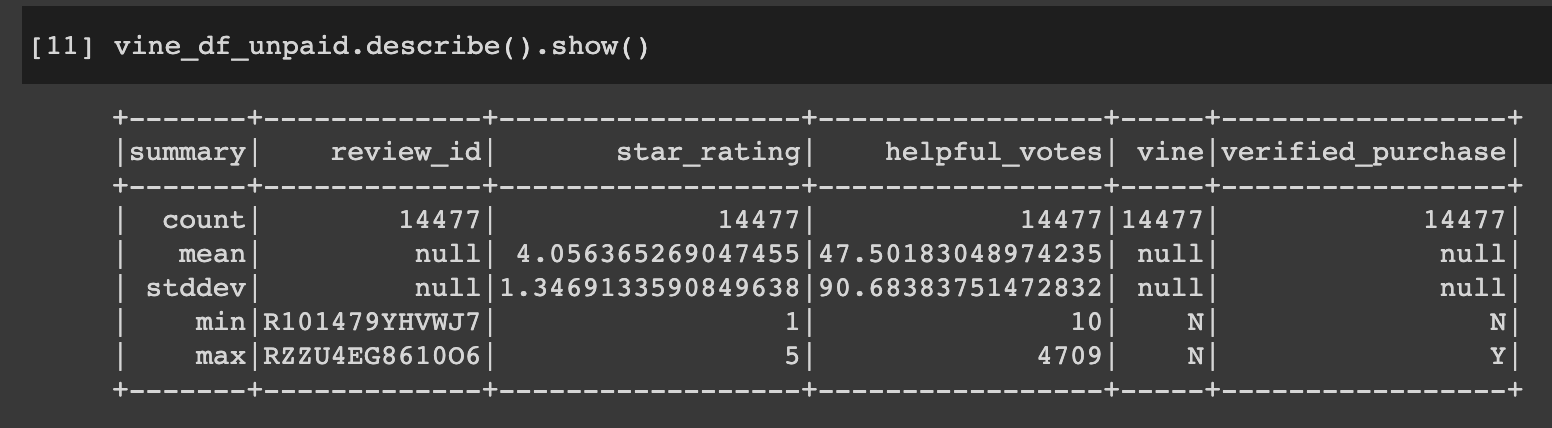 [11] vine_df_unpaid.describe().show()
+-------+-------------+------------------+-----------------+-----+-----------------+
|summary|    review_id|       star_rating|    helpful_votes| vine|verified_purchase|
+-------+-------------+------------------+-----------------+-----+-----------------+
|  count|        14477|             14477|            14477|14477|            14477|
|   mean|         null| 4.056365269047455|47.50183048974235| null|             null|
| stddev|         null|1.3469133590849638|90.68383751472832| null|             null|
|    min|R101479YHVWJ7|                 1|               10|    N|                N|
|    max|RZZU4EG8610O6|                 5|             4709|    N|                Y|
+-------+-------------+------------------+-----------------+-----+-----------------+